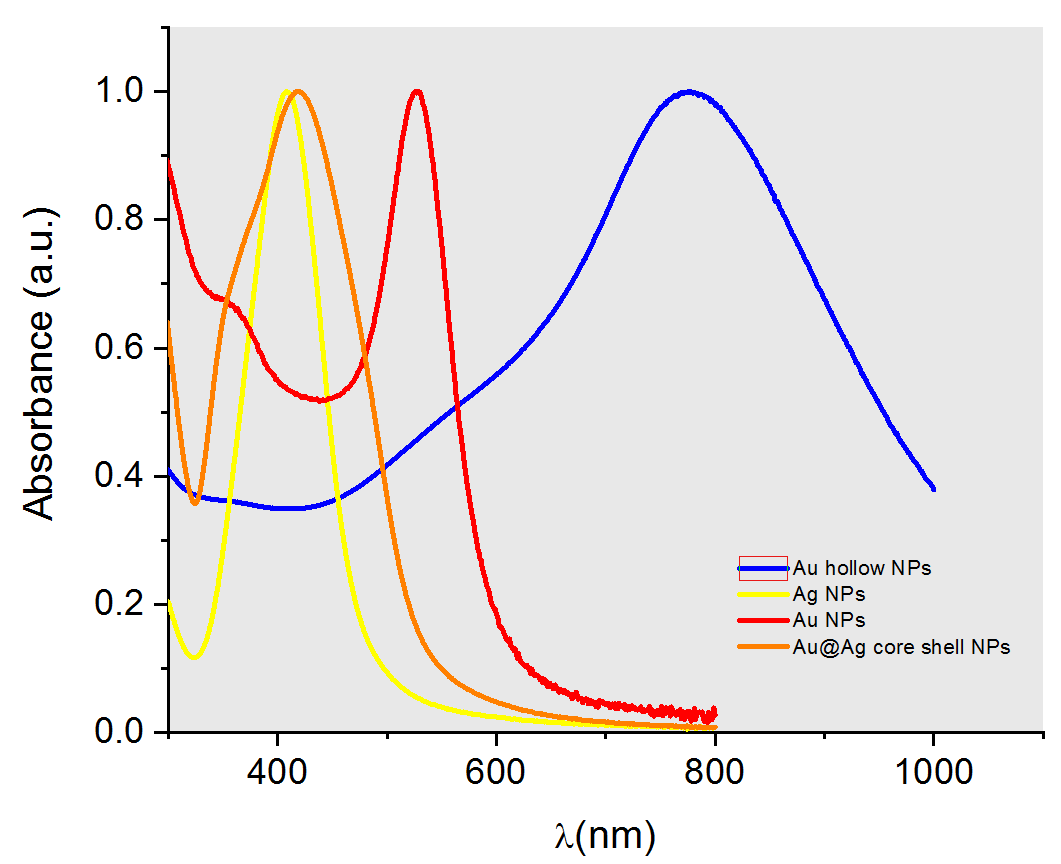 1.0
0.8
0.6
0.4
0.2
0.0
Absorbance (a.u.)
Au hollow NPs
Ag NPs
Au NPs
Au@Ag core shell NPs
400 600 800 1000
λ(nm)